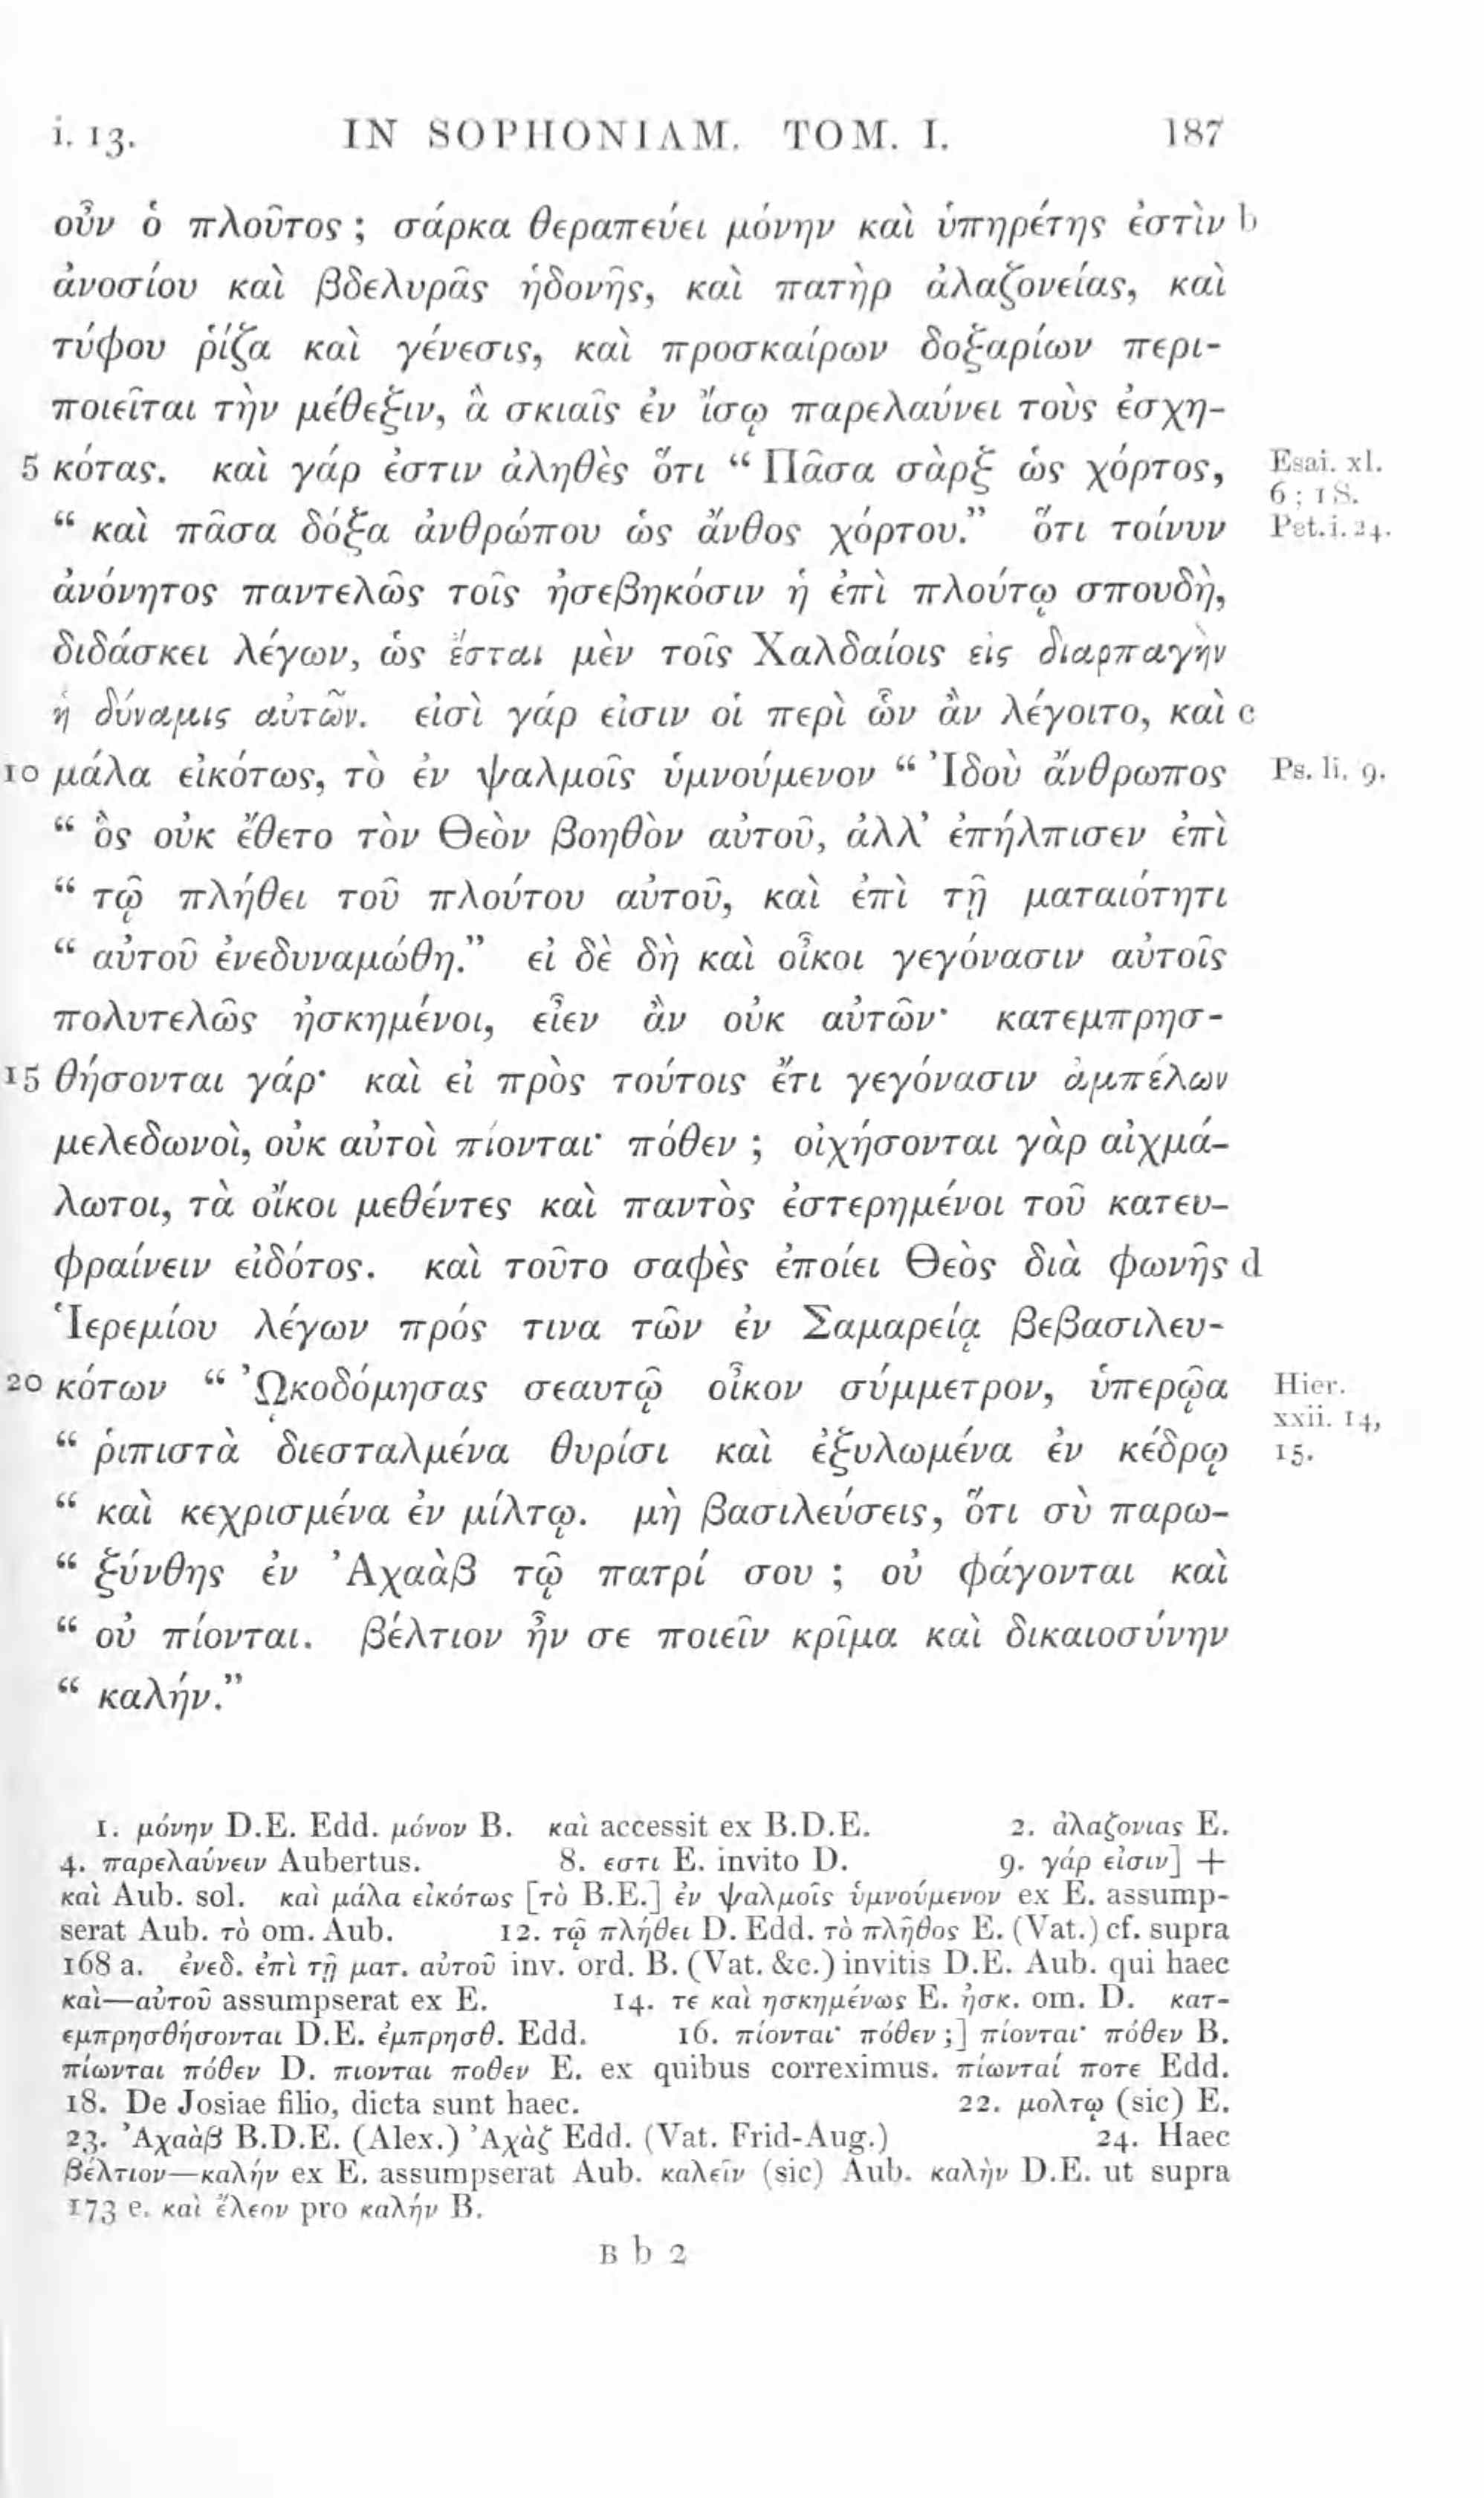 i. 13. IN SOPHONIAM. TOM. I. 187
οὖν ὁ πλοῦτος ; σάρκα θεραπεύει μόνην καὶ ὑπηρέτης ἐστὶν b
ἀνοσίου καὶ βδελυρᾶς ἡδονῆς, καὶ πατὴρ ἀλαζονείας, καὶ
τύφου ῥίζα καὶ γένεσις, καὶ προσκαίρων δοξαρίων περι-
ποιεῖται τὴν μέθεξιν, ἃ σκιαῖς ἐν ἴσῳ παρελαύνει τοὺς ἐσχη-
5 κότας. καὶ γάρ ἐστιν ἀληθὲς ὅτι “ Πᾶσα σὰρξ ὡς χόρτος, Esai. xl.
6 ; 1 S.
“ καὶ πᾶσα δόξα ἀνθρώπου ὡς ἄνθος χόρτου.” ὅτι τοίνυν Pet. i. 24.
ἀνόνητος παντελῶς τοῖς ἠσεβηκόσιν ἡ ἐπὶ πλούτῳ σπουδὴ,
διδάσκει λέγων, ὡς ἔσται μὲν τοῖς Χαλδαίοις εἰς διαρπαγὴν
ἡ δύναμις αὐτῶν. εἰσὶ γάρ εἰσιν οἱ περὶ ὧν ἂν λέγοιτο, καὶ c
10 μάλα εἰκότως, τὸ ἐν ψαλμοῖς ὑμνούμενον “ Ἰδοὺ ἄνθρωπος Ps. li. 9.
“ ὃς οὐκ ἔθετο τὸν Θεὸν βοηθὸν αὐτοῦ, ἀλλ’ ἐπήλπισεν ἐπὶ
“ τῷ πλήθει τοῦ πλούτου αὐτοῦ, καὶ ἐπὶ τῇ ματαιότητι
“ αὐτοῦ ἐνεδυναμώθη.” εἰ δὲ δὴ καὶ οἶκοι γεγόνασιν αὐτοῖς
πολυτελῶς ἠσκημένοι, εἶεν ἂν οὐκ αὐτῶν· κατεμπρησ-
15 θήσονται γάρ· καὶ εἰ πρὸς τούτοις ἔτι γεγόνασιν ἀμπέλων
μελεδωνοὶ, οὐκ αὐτοὶ πίονται· πόθεν ; οἰχήσονται γὰρ αἰχμά-
λωτοι, τὰ οἴκοι μεθέντες καὶ παντὸς ἐστερημένοι τοῦ κατευ-
φραίνειν εἰδότος. καὶ τοῦτο σαφὲς ἐποίει Θεὸς διὰ φωνῆς d
Ἱερεμίου λέγων πρός τινα τῶν ἐν Σαμαρείᾳ βεβασιλευ-
20 κότων “ ᾨκοδόμησας σεαυτῷ οἶκον σύμμετρον, ὑπερῷα Hier.
xxii. 14,
“ ῥιπιστὰ διεσταλμένα θυρίσι καὶ ἐξυλωμένα ἐν κέδρῳ 15.
“ καὶ κεχρισμένα ἐν μίλτῳ. μὴ βασιλεύσεις, ὅτι σὺ παρω-
“ ξύνθης ἐν Ἀχαὰβ τῷ πατρί σου ; οὐ φάγονται καὶ
“ οὐ πίονται. βέλτιον ἦν σε ποιεῖν κρῖμα καὶ δικαιοσύνην
“ καλήν.”
1. μόνην D.E. Edd. μόνον B. καὶ accessit ex B.D.E. 2. ἀλαζονιας E.
4. παρελαύνειν Aubertus. 8. εστι E. invito D. 9. γάρ εἰσιν] +
καὶ Aub. sol. καὶ μάλα εἰκότως [τὸ B.E.] ἐν ψαλμοῖς ὑμνούμενον ex E. assump-
serat Aub. τὸ om. Aub. 12. τῷ πλήθει D. Edd. τὸ πλῆθος E. (Vat.) cf. supra
168 a. ἐνεδ. ἐπὶ τῇ ματ. αὐτοῦ inv. ord. B. (Vat. &c.) invitis D.E. Aub. qui haec
καὶ—αὐτοῦ assumpserat ex E. 14. τε καὶ ησκημένως E. ἠσκ. om. D. κατ-
εμπρησθήσονται D.E. ἐμπρησθ. Edd. 16. πίονται· πόθεν ;] πίονται· πόθεν B.
πίωνται πόθεν D. πιονται ποθεν E. ex quibus correximus. πίωνταί ποτε Edd.
18. De Josiae filio, dicta sunt haec. 22. μολτῳ (sic) E.
23. Ἀχαὰβ B.D.E. (Alex.) Ἀχὰζ Edd. (Vat. Frid-Aug.) 24. Haec
βέλτιον—καλήν ex E. assumpserat Aub. καλεῖν (sic) Aub. καλὴν D.E. ut supra
173 e. καὶ ἔλεον pro καλήν B.
B b 2